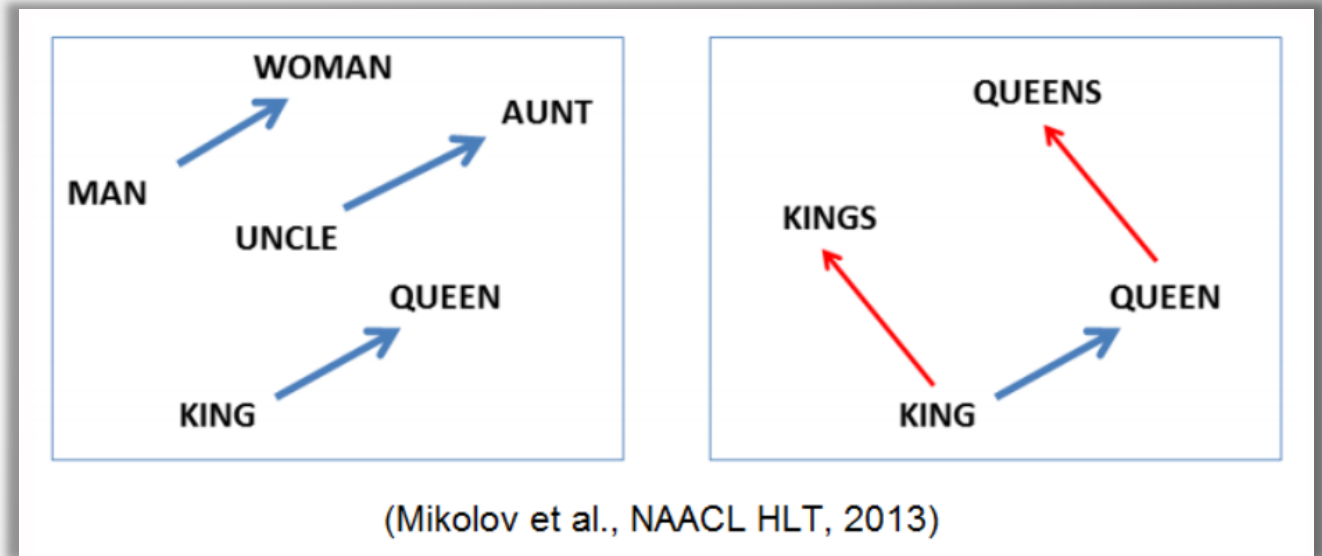 WOMAN
AUNT
MAN
UNCLE
QUEEN
KING
QUEENS
KINGS
QUEEN
KING
(Mikolov et al., NAACL HLT, 2013)